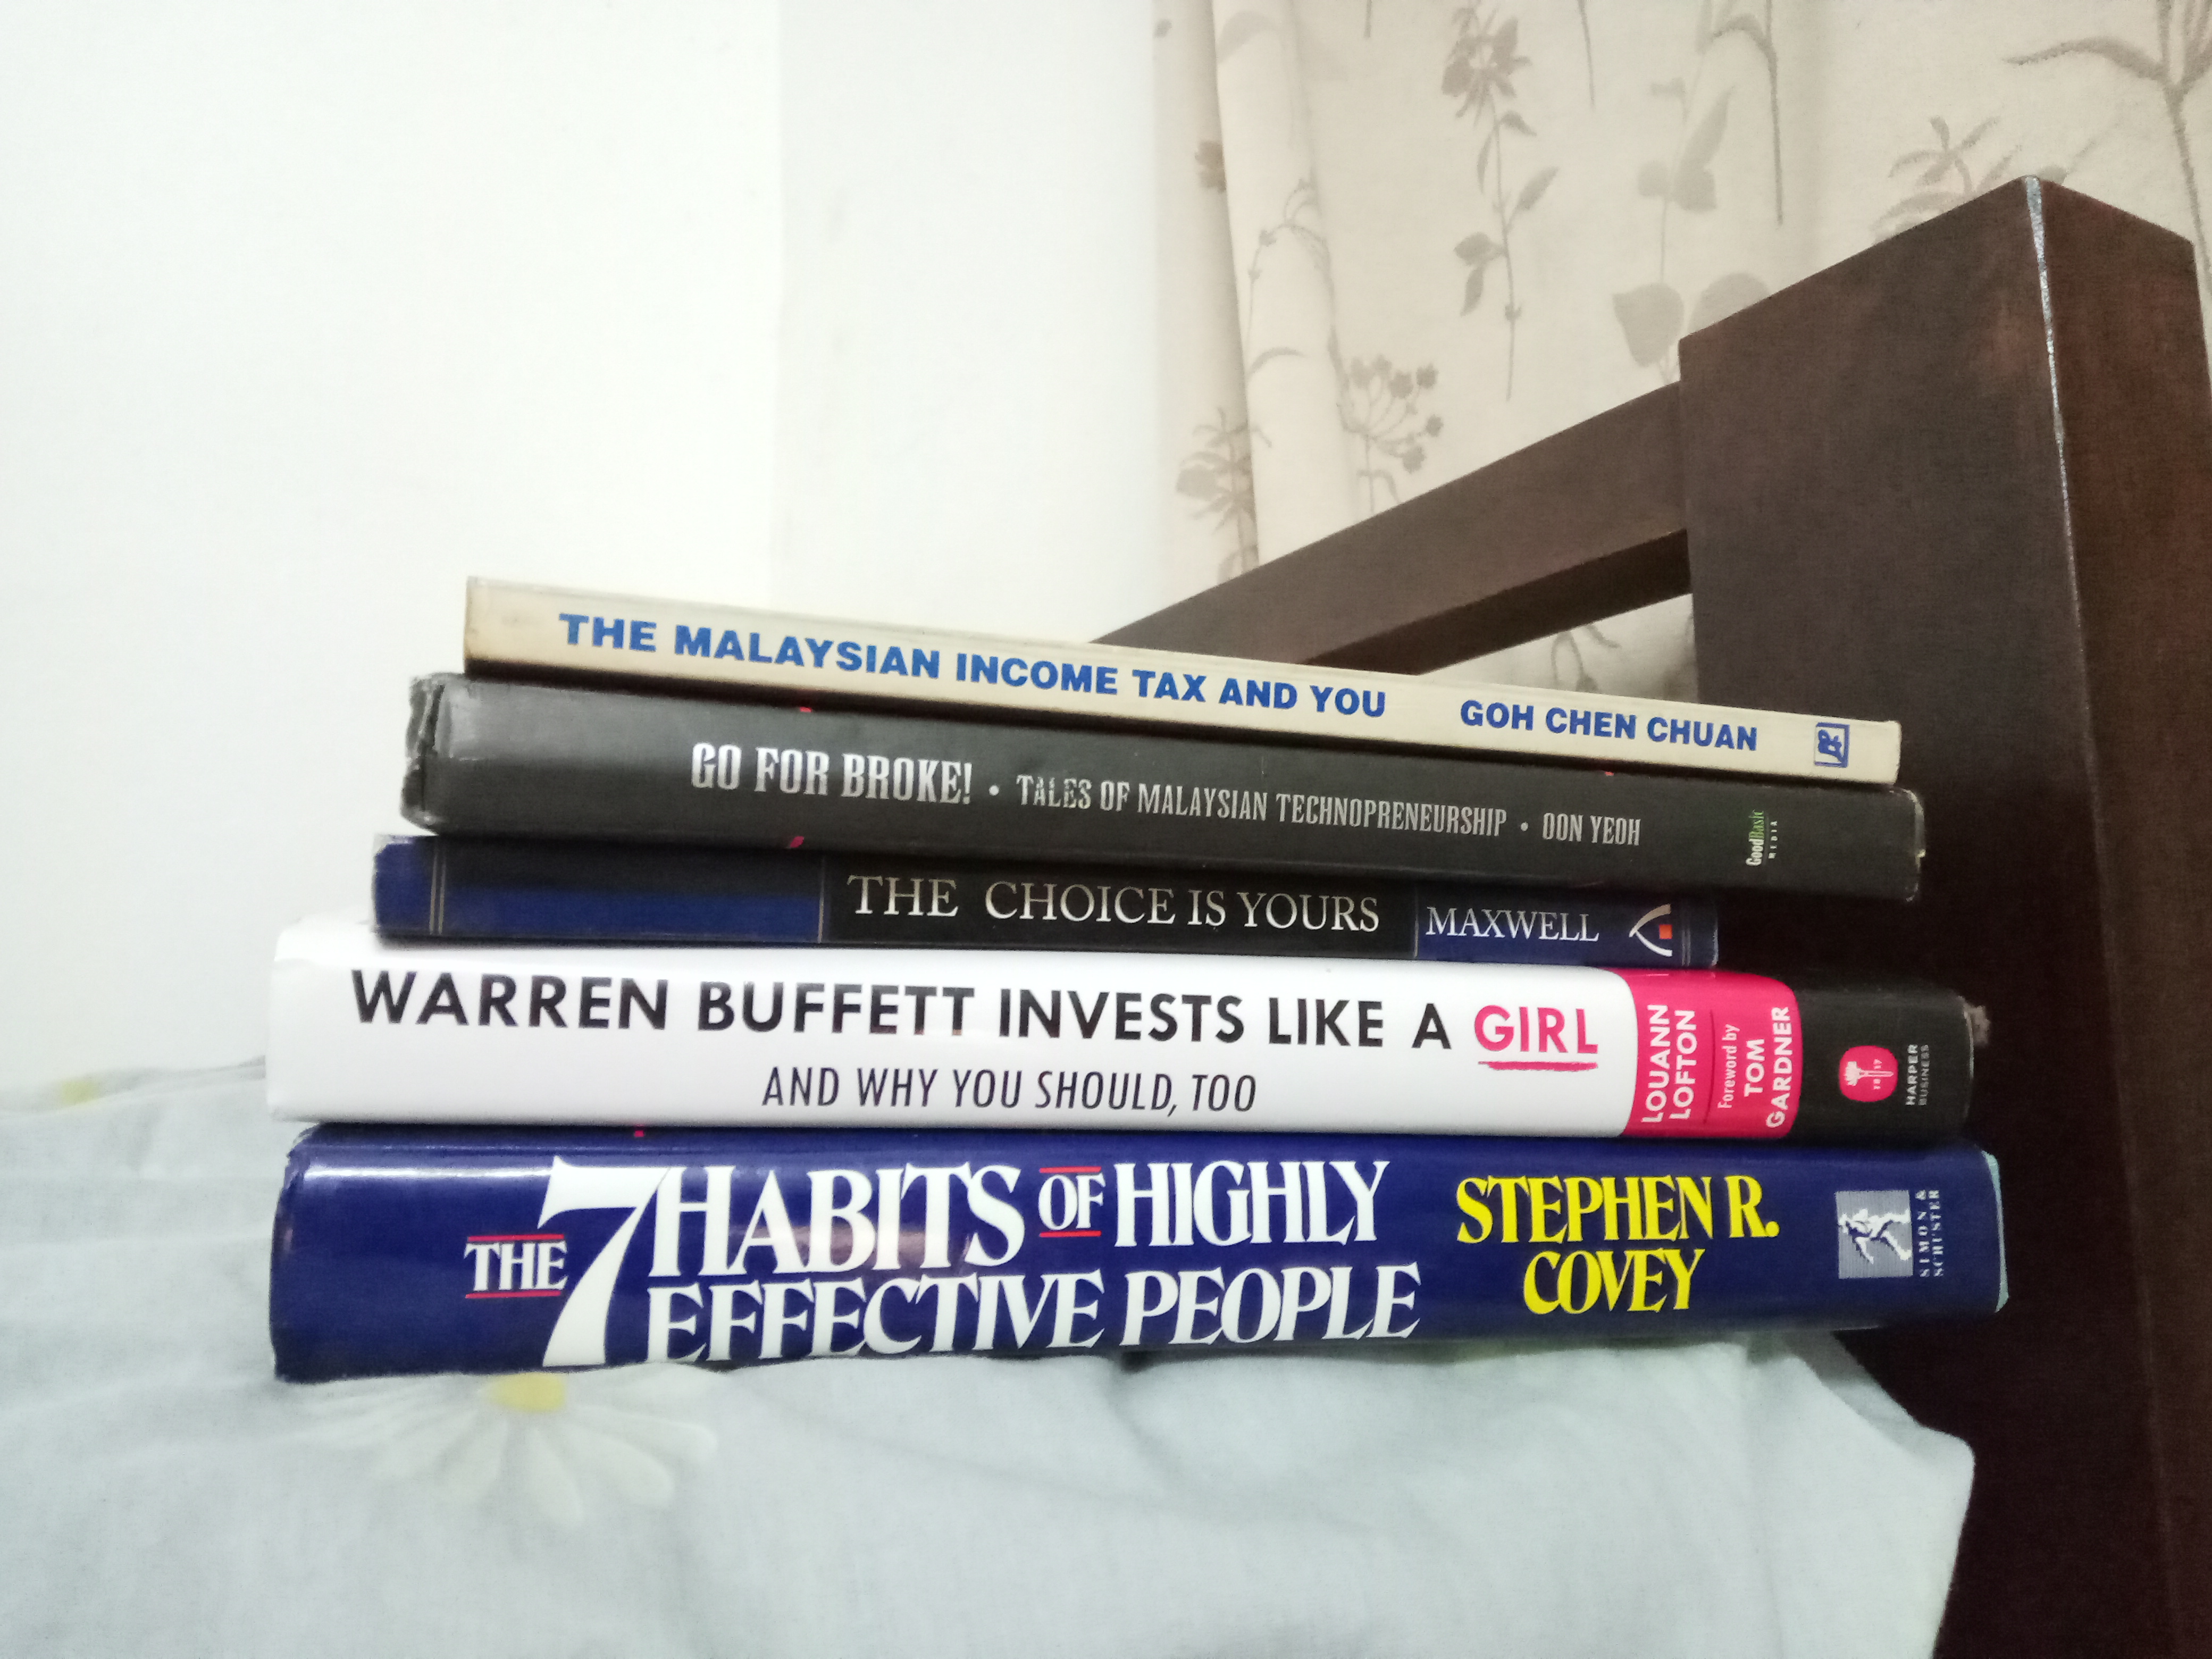 THE MALAYSIAN INCOME TAX AND YOU GOH CHEN CHUAN
GO FOR BROKE! • TALES OF MALAYSIAN TECHNOPRENEURSHIP • OON YEOH
GoodBasic
MEDIA
THE CHOICE IS YOURS MAXWELL
WARREN BUFFETT INVESTS LIKE A GIRL
AND WHY YOU SHOULD, TOO
LOUANN
LOFTON
Foreword by
TOM
GARDNER
HARPER
BUSINESS
THE 7 HABITS OF HIGHLY
EFFECTIVE PEOPLE
STEPHEN R.
COVEY
SIMON &
SCHUSTER